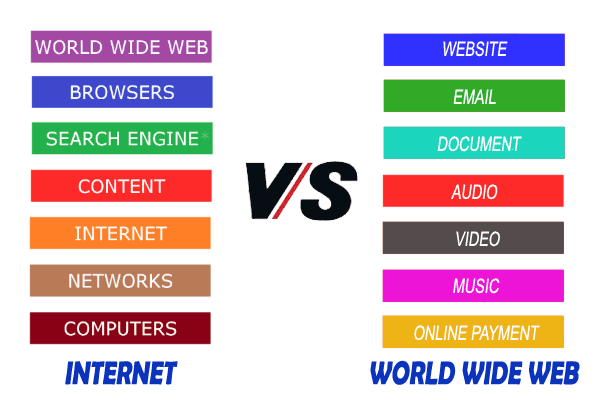 WORLD WIDE WEB
BROWSERS
SEARCH ENGINE*
CONTENT
INTERNET
NETWORKS
COMPUTERS
INTERNET
VS
WEBSITE
EMAIL
DOCUMENT
AUDIO
VIDEO
MUSIC
ONLINE PAYMENT
WORLD WIDE WEB